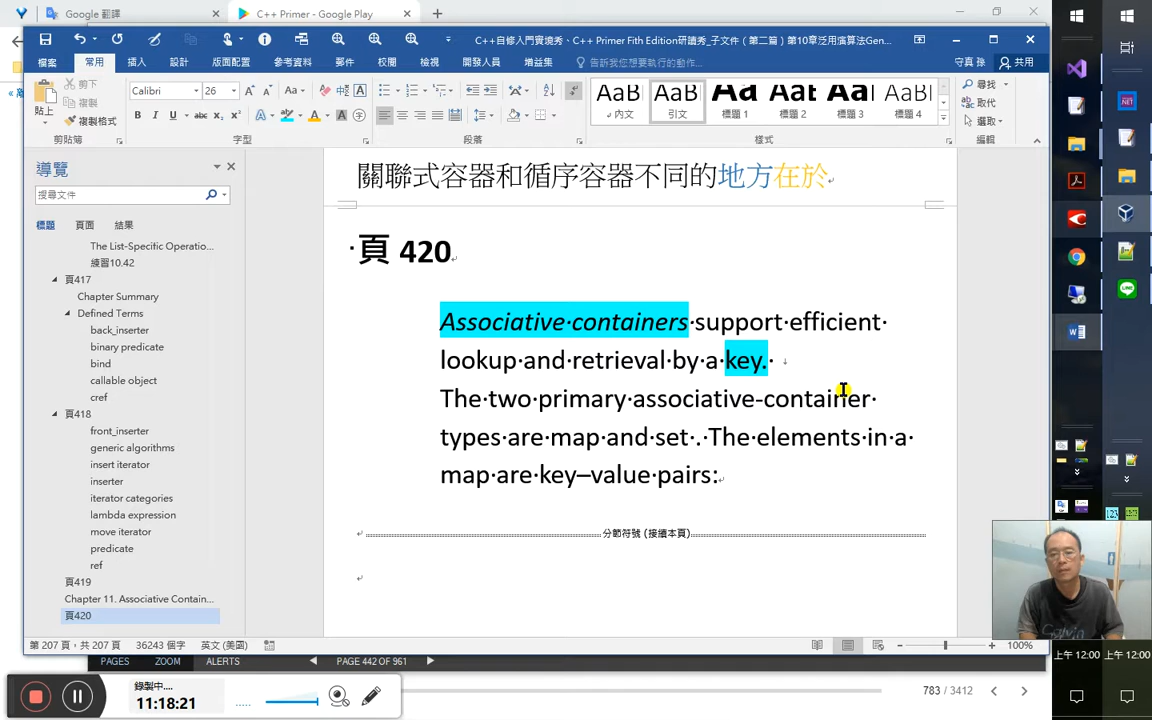 Google 翻譯
C++ Primer - Google Play
C++自修入門實境秀、C++ Primer Fith Edition研讀秀_子文件（第二篇）第10章泛用演算法Gen...
檔案
常用
插入
設計
版面配置
參考資料
郵件
校閱
檢視
開發人員
增益集
告訴我您想要執行的動作...
守真 孫
共用
貼上
剪下
複製
複製格式
剪貼簿
Calibri
26
字型
段落
AaB
內文
AaB
引文
Aa
標題 1
Aab
標題 2
Aal
標題 3
AaBb
標題 4
樣式
尋找
取代
選取
編輯
導覽
搜尋文件
標題
頁面
結果
The List-Specific Operatio...
練習10.42
頁417
Chapter Summary
Defined Terms
back_inserter
binary predicate
bind
callable object
cref
頁418
front_inserter
generic algorithms
insert iterator
inserter
iterator categories
lambda expression
move iterator
predicate
ref
頁419
Chapter 11. Associative Contain...
頁420
關聯式容器和循序容器不同的地方在於
頁 420
Associative containers support efficient
lookup and retrieval by a key.
The two primary associative-container
types are map and set . The elements in a
map are key–value pairs:
分節符號 (接續本頁)
第 207 頁，共 207 頁
36243 個字
英文 (美國)
100%
PAGES
ZOOM
ALERTS
PAGE 442 OF 961
783 / 3412
錄製中....
11:18:21
上午 12:00
上午 12:00